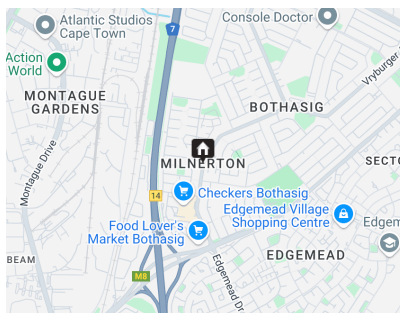 Atlantic Studios
Cape Town
Console Doctor
7
Action
World
Vryburger
MONTAGUE
GARDENS
BOTHASIG
Montague Drive
MILNERTON
SECTO
14
Checkers Bothasig
Edgemead Village
Shopping Centre
Food Lover's
Market Bothasig
Edgem
EDGEMEAD
BEAM
M8
Edgemead Dr